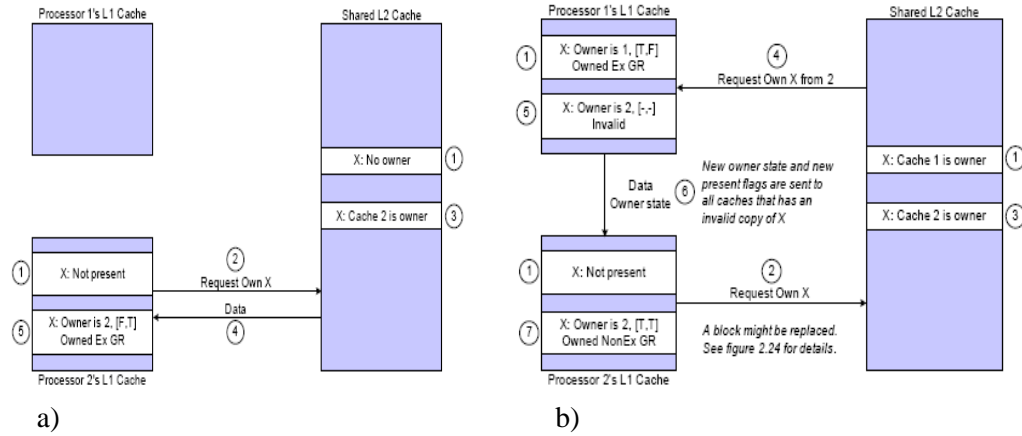 Processor 1's L1 Cache
Shared L2 Cache
X: No owner
1
X: Cache 2 is owner
3
1
X: Not present
2
Request Own X
5
X: Owner is 2, [F,T]
Owned Ex GR
Data
4
Processor 2's L1 Cache
a)
Processor 1's L1 Cache
Shared L2 Cache
1
X: Owner is 1, [T,F]
Owned Ex GR
4
Request Own X from 2
5
X: Owner is 2, [-,-]
Invalid
X: Cache 1 is owner
1
Data
Owner state
6
New owner state and new
present flags are sent to
all caches that has an
invalid copy of X
X: Cache 2 is owner
3
1
X: Not present
2
Request Own X
7
X: Owner is 2, [T,T]
Owned NonEx GR
A block might be replaced.
See figure 2.24 for details.
Processor 2's L1 Cache
b)